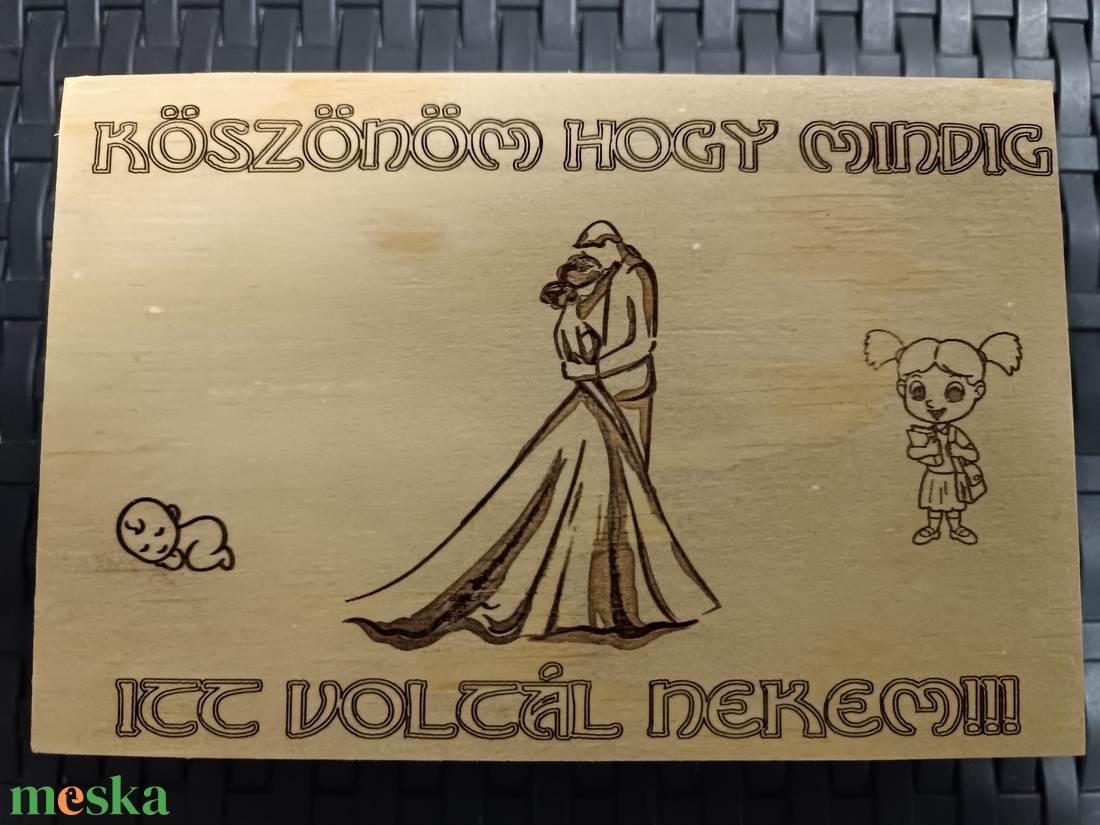 KÖSZÖNÖM HOGY MINDIG
ITT VOLTÁL NEKEM!!!
meska